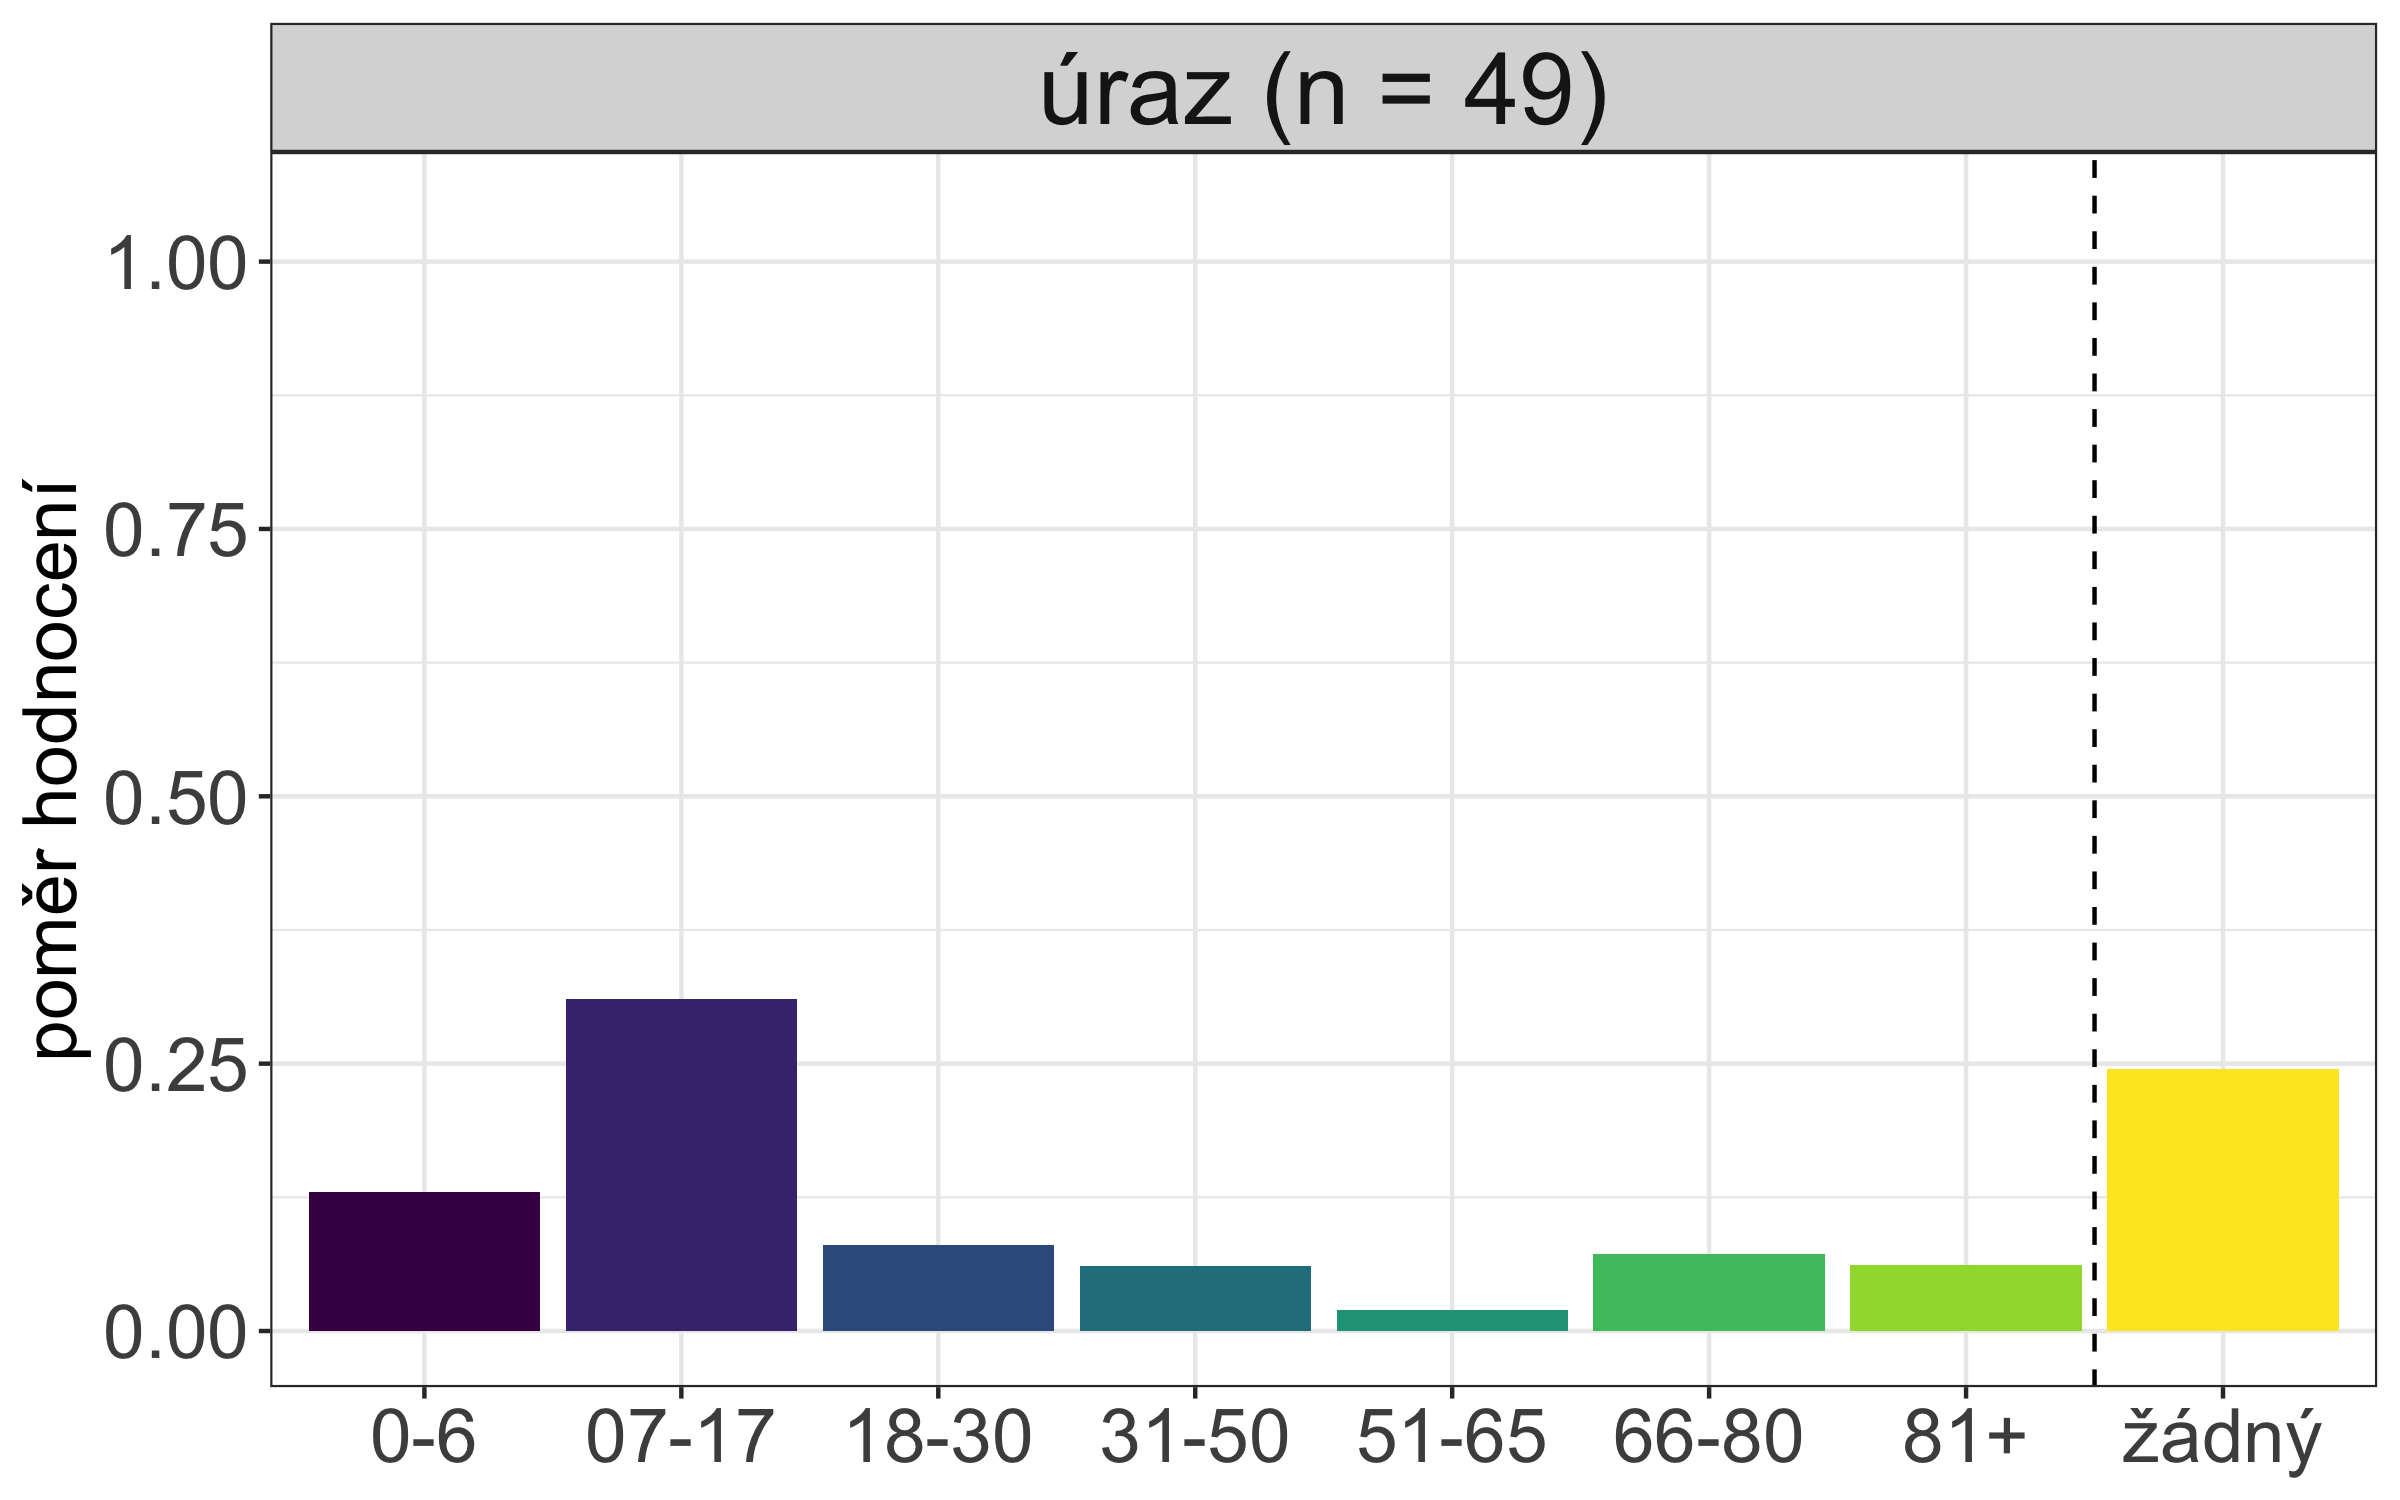 úraz (n = 49)
poměr hodnocení
1.00
0.75
0.50
0.25
0.00
0-6 07-17 18-30 31-50 51-65 66-80 81+ žádný